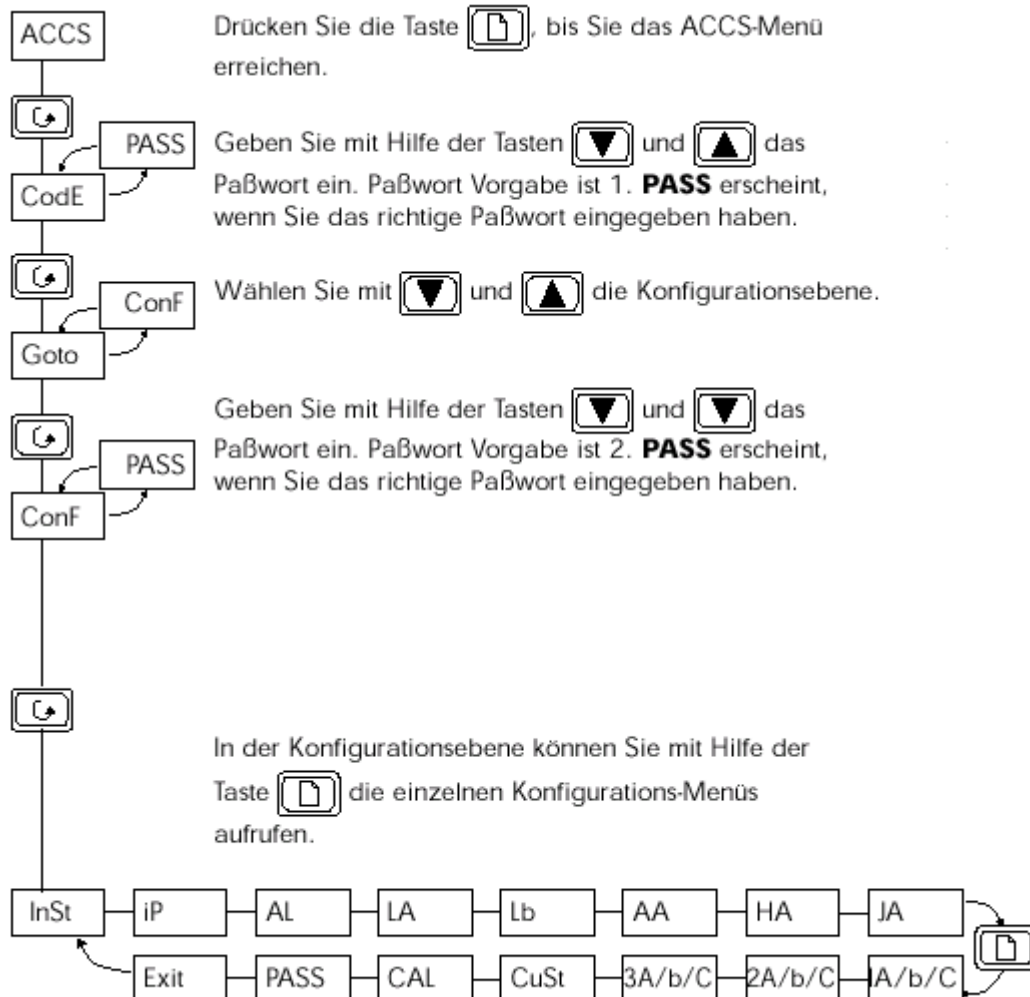 ACCS
Drücken Sie die Taste , bis Sie das ACCS-Menü
erreichen.
PASS
CodE
Geben Sie mit Hilfe der Tasten und das
Paßwort ein. Paßwort Vorgabe ist 1. PASS erscheint,
wenn Sie das richtige Paßwort eingegeben haben.
ConF
Goto
Wählen Sie mit und die Konfigurationsebene.
PASS
ConF
Geben Sie mit Hilfe der Tasten und das
Paßwort ein. Paßwort Vorgabe ist 2. PASS erscheint,
wenn Sie das richtige Paßwort eingegeben haben.
In der Konfigurationsebene können Sie mit Hilfe der
Taste die einzelnen Konfigurations-Menüs
aufrufen.
InSt iP AL LA Lb AA HA JA
Exit PASS CAL CuSt 3A/b/C 2A/b/C 1A/b/C